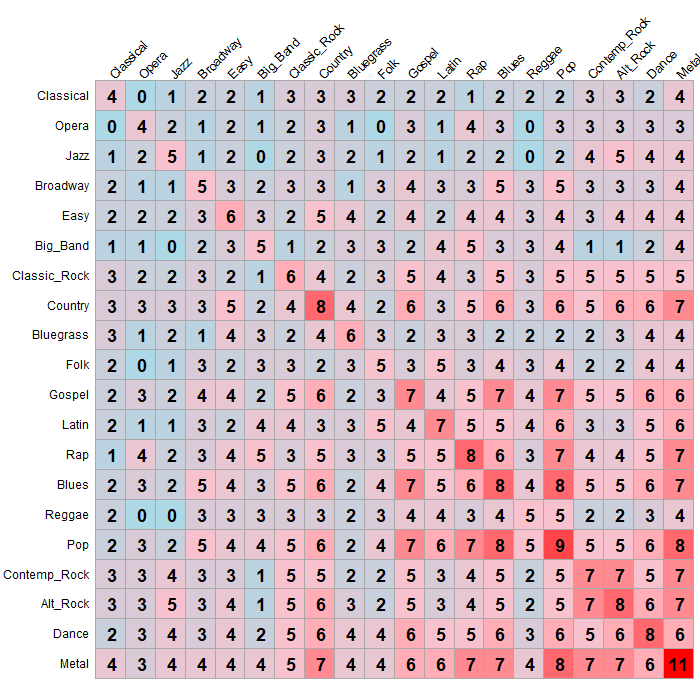 Classical Opera Jazz Broadway Easy Big_Band Classic_Rock Country Bluegrass Folk Gospel Latin Rap Blues Reggae Pop Contemp_Rock Alt_Rock Dance Metal
Classical 4 0 1 2 2 1 3 3 3 2 2 2 1 2 2 2 3 3 2 4
Opera 0 4 2 1 2 1 2 3 1 0 3 1 4 3 0 3 3 3 3 3
Jazz 1 2 5 1 2 0 2 3 2 1 2 1 2 2 0 2 4 5 4 4
Broadway 2 1 1 5 3 2 3 3 1 3 4 3 3 5 3 5 3 3 3 4
Easy 2 2 2 3 6 3 2 5 4 2 4 2 4 4 3 4 3 4 4 4
Big_Band 1 1 0 2 3 5 1 2 3 3 2 4 5 3 3 4 1 1 2 4
Classic_Rock 3 2 2 3 2 1 6 4 2 3 5 4 3 5 3 5 5 5 5 5
Country 3 3 3 3 5 2 4 8 4 2 6 3 5 6 3 6 5 6 6 7
Bluegrass 3 1 2 1 4 3 2 4 6 3 2 3 3 2 2 2 2 3 4 4
Folk 2 0 1 3 2 3 3 2 3 5 3 5 3 4 3 4 2 2 4 4
Gospel 2 3 2 4 4 2 5 6 2 3 7 4 5 7 4 7 5 5 6 6
Latin 2 1 1 3 2 4 4 3 3 5 4 7 5 5 4 6 3 3 5 6
Rap 1 4 2 3 4 5 3 5 3 3 5 5 8 6 3 7 4 4 5 7
Blues 2 3 2 5 4 3 5 6 2 4 7 5 6 8 4 8 5 5 6 7
Reggae 2 0 0 3 3 3 3 3 2 3 4 4 3 4 5 5 2 2 3 4
Pop 2 3 2 5 4 4 5 6 2 4 7 6 7 8 5 9 5 5 6 8
Contemp_Rock 3 3 4 3 3 1 5 5 2 2 5 3 4 5 2 5 7 7 5 7
Alt_Rock 3 3 5 3 4 1 5 6 3 2 5 3 4 5 2 5 7 8 6 7
Dance 2 3 4 3 4 2 5 6 4 4 6 5 5 6 3 6 5 6 8 6
Metal 4 3 4 4 4 4 5 7 4 4 6 6 7 7 4 8 7 7 6 11